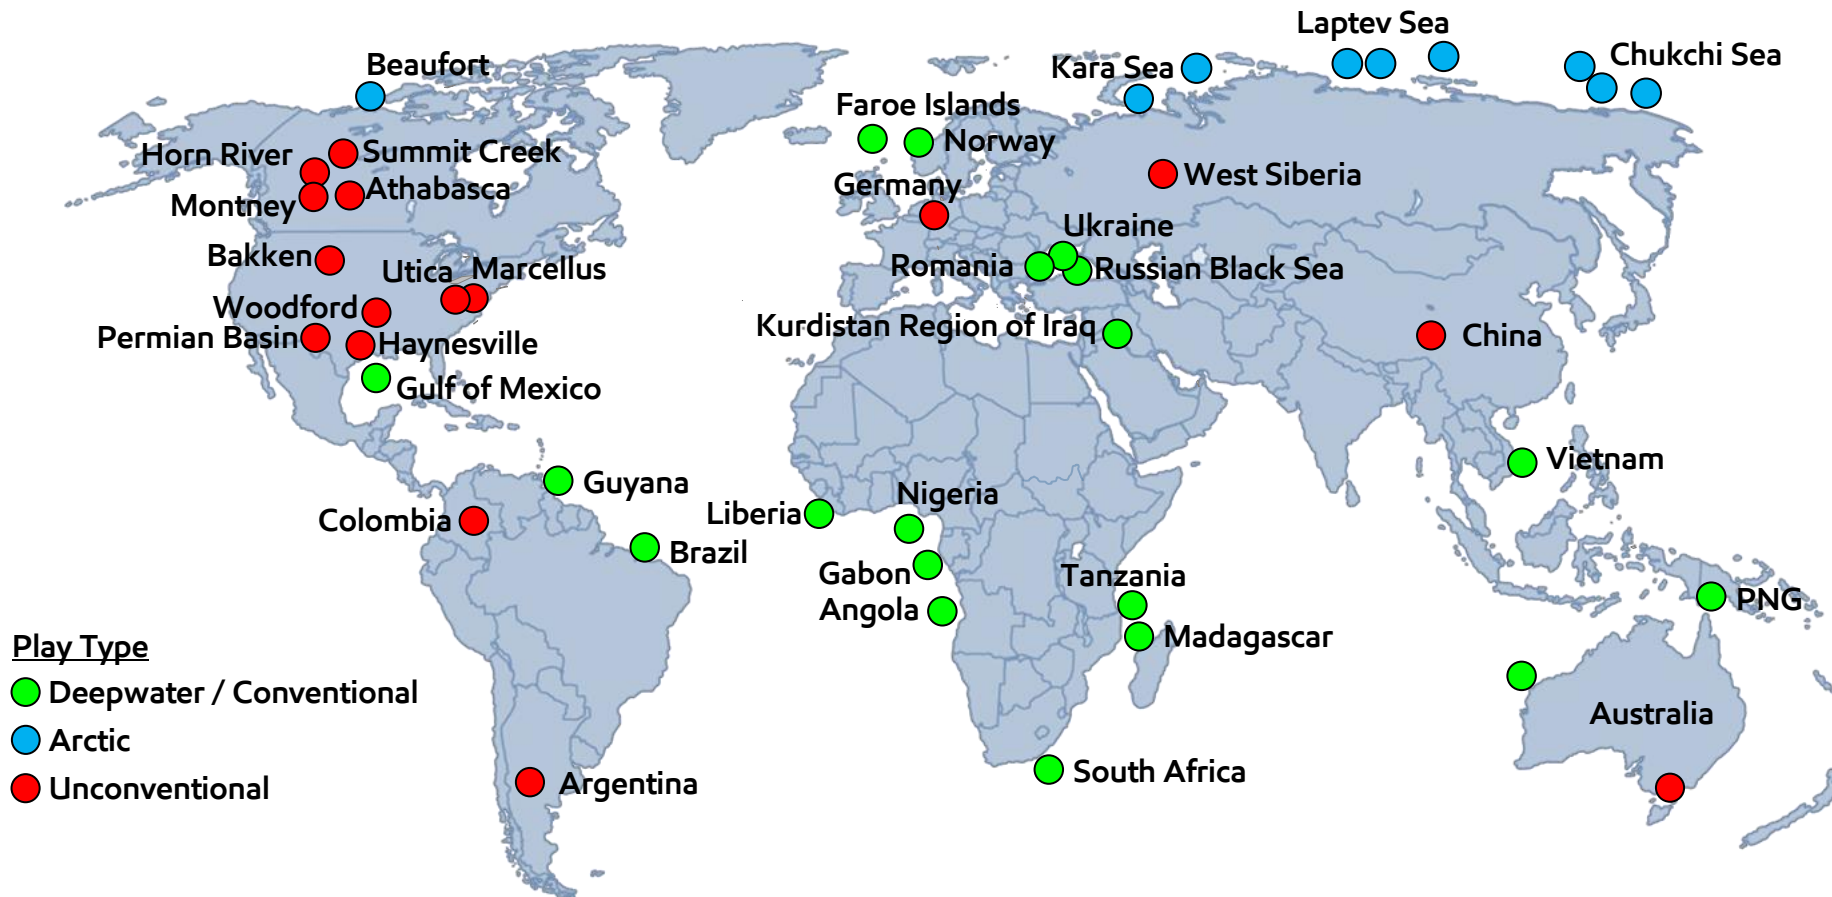 Laptev Sea
Chukchi Sea
Beaufort
Kara Sea
Faroe Islands
Norway
Horn River
Summit Creek
Athabasca
Montney
Germany
West Siberia
Ukraine
Bakken
Utica
Marcellus
Romania
Russian Black Sea
Woodford
Permian Basin
Haynesville
Kurdistan Region of Iraq
China
Gulf of Mexico
Vietnam
Guyana
Nigeria
Liberia
Colombia
Brazil
Gabon
Tanzania
Angola
PNG
Madagascar
Play Type
Deepwater / Conventional
Arctic
Unconventional
Australia
South Africa
Argentina